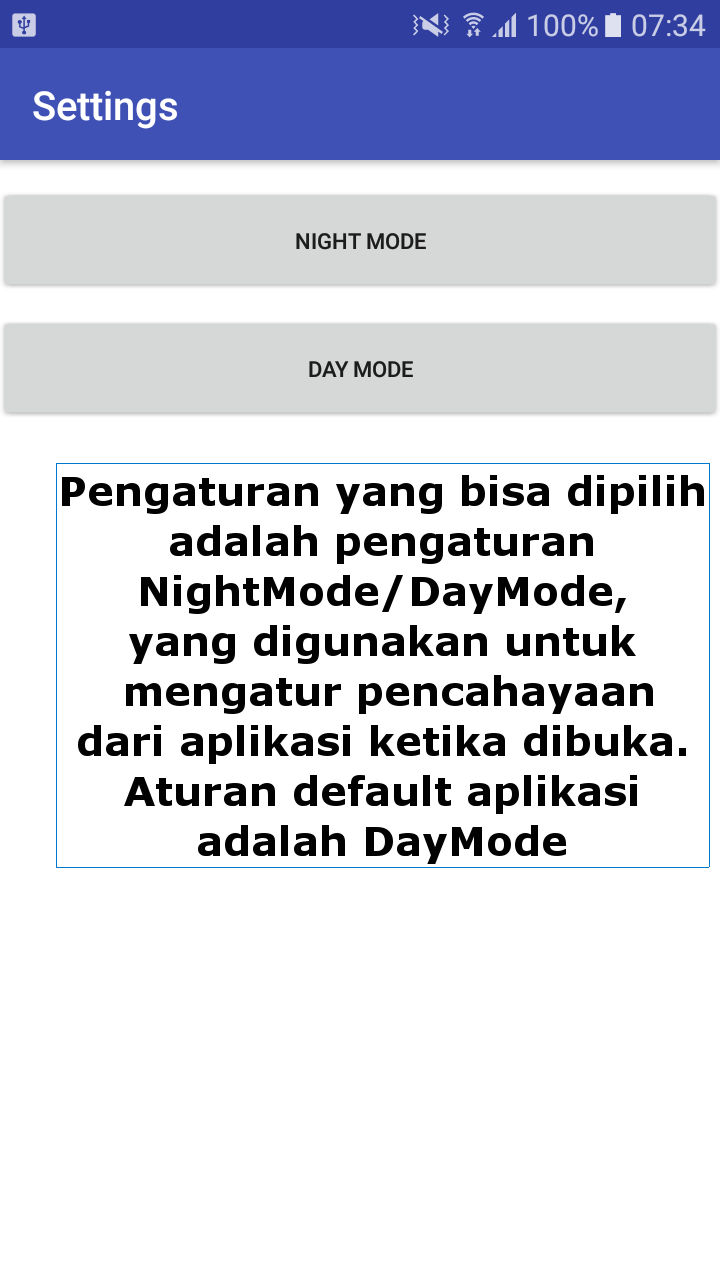 100% 07:34
Settings
NIGHT MODE
DAY MODE
Pengaturan yang bisa dipilih
adalah pengaturan
NightMode/DayMode,
yang digunakan untuk
mengatur pencahayaan
dari aplikasi ketika dibuka.
Aturan default aplikasi
adalah DayMode